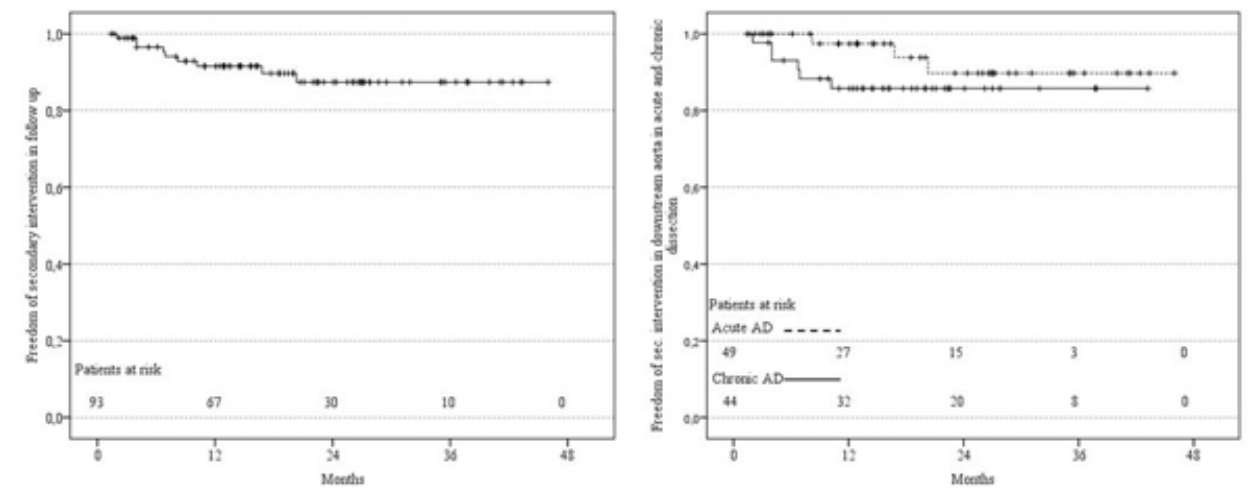 Freedom of secondary intervention in follow up
1,0
0,8
0,6
0,4
0,2
0,0
Patients at risk
93 67 30 10 0
0 12 24 36 48
Months
Freedom of sec. intervention in downstream aorta in acute and chronic
dissection
1,0
0,8
0,6
0,4
0,2
0,0
Patients at risk
Acute AD
49 27 15 3 0
Chronic AD
44 32 20 8 0
0 12 24 36 48
Months